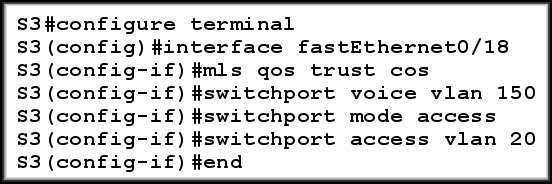 S3#configure terminal
S3(config)#interface fastEthernet0/18
S3(config-if)#mls qos trust cos
S3(config-if)#switchport voice vlan 150
S3(config-if)#switchport mode access
S3(config-if)#switchport access vlan 20
S3(config-if)#end